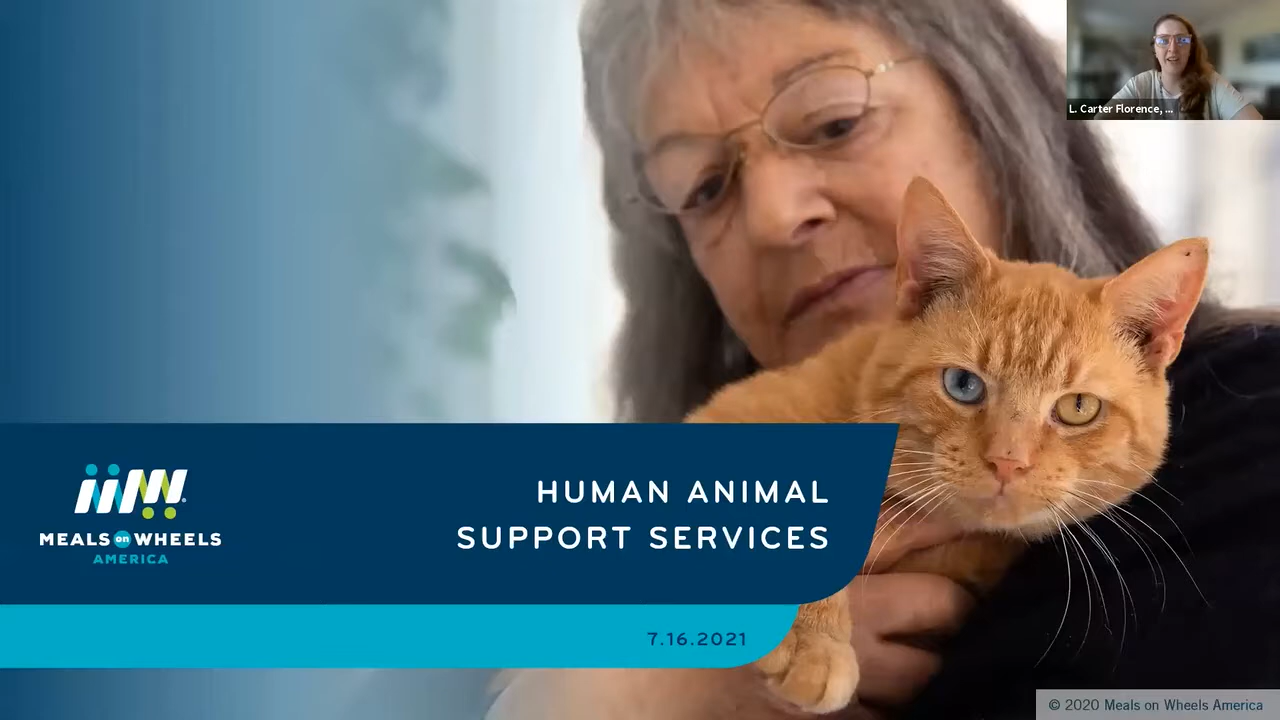 L. Carter Florence, ...
MEALS on WHEELS
AMERICA
HUMAN ANIMAL
SUPPORT SERVICES
7.16.2021
© 2020 Meals on Wheels America